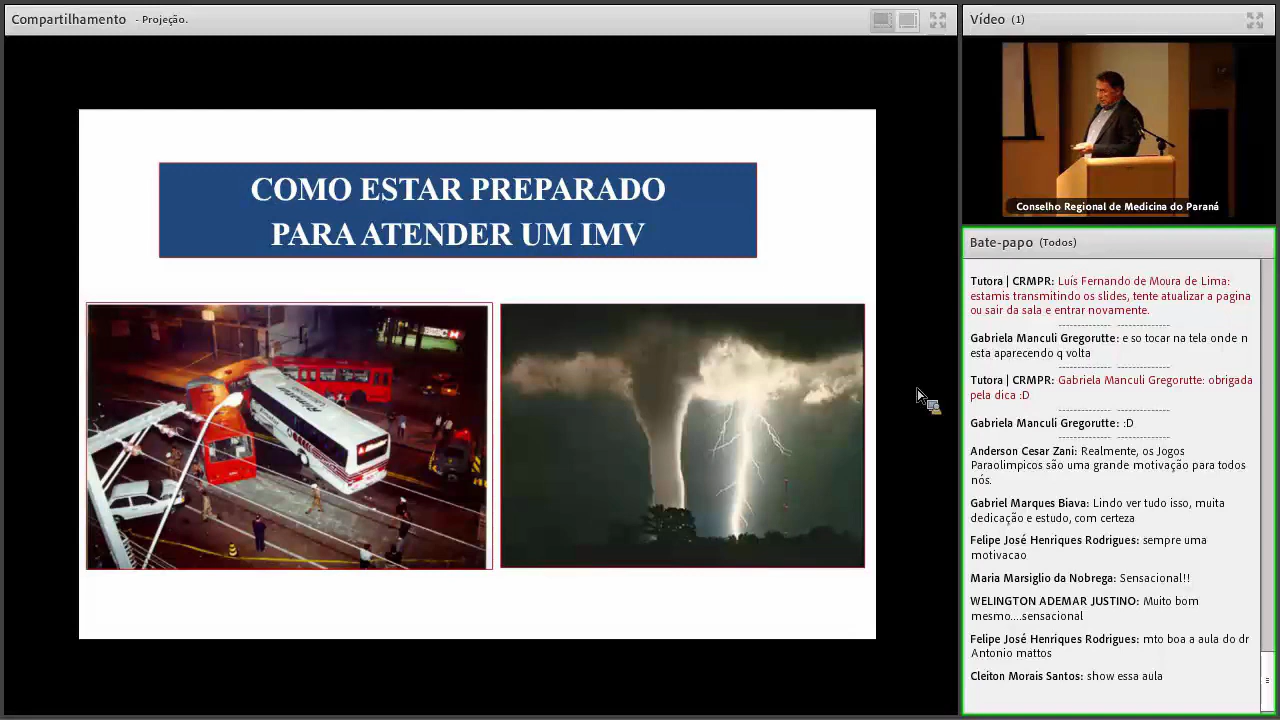 Compartilhamento - Projeção.
COMO ESTAR PREPARADO
PARA ATENDER UM IMV
HSBC
Vídeo (1)
Conselho Regional de Medicina do Paraná
Bate-papo (Todos)
Tutora | CRMPR: Luís Fernando de Moura de Lima:
estamis transmitindo os slides, tente atualizar a pagina
ou sair da sala e entrar novamente.
Gabriela Manculi Gregorutte: e so tocar na tela onde n
esta aparecendo q volta
Tutora | CRMPR: Gabriela Manculi Gregorutte: obrigada
pela dica :D
Gabriela Manculi Gregorutte: :D
Anderson Cesar Zani: Realmente, os Jogos
Paraolimpicos são uma grande motivação para todos
nós.
Gabriel Marques Biava: Lindo ver tudo isso, muita
dedicação e estudo, com certeza
Felipe José Henriques Rodrigues: sempre uma
motivacao
Maria Marsiglio da Nobrega: Sensacional!!
WELINGTON ADEMAR JUSTINO: Muito bom
mesmo....sensacional
Felipe José Henriques Rodrigues: mto boa a aula do dr
Antonio mattos
Cleiton Morais Santos: show essa aula